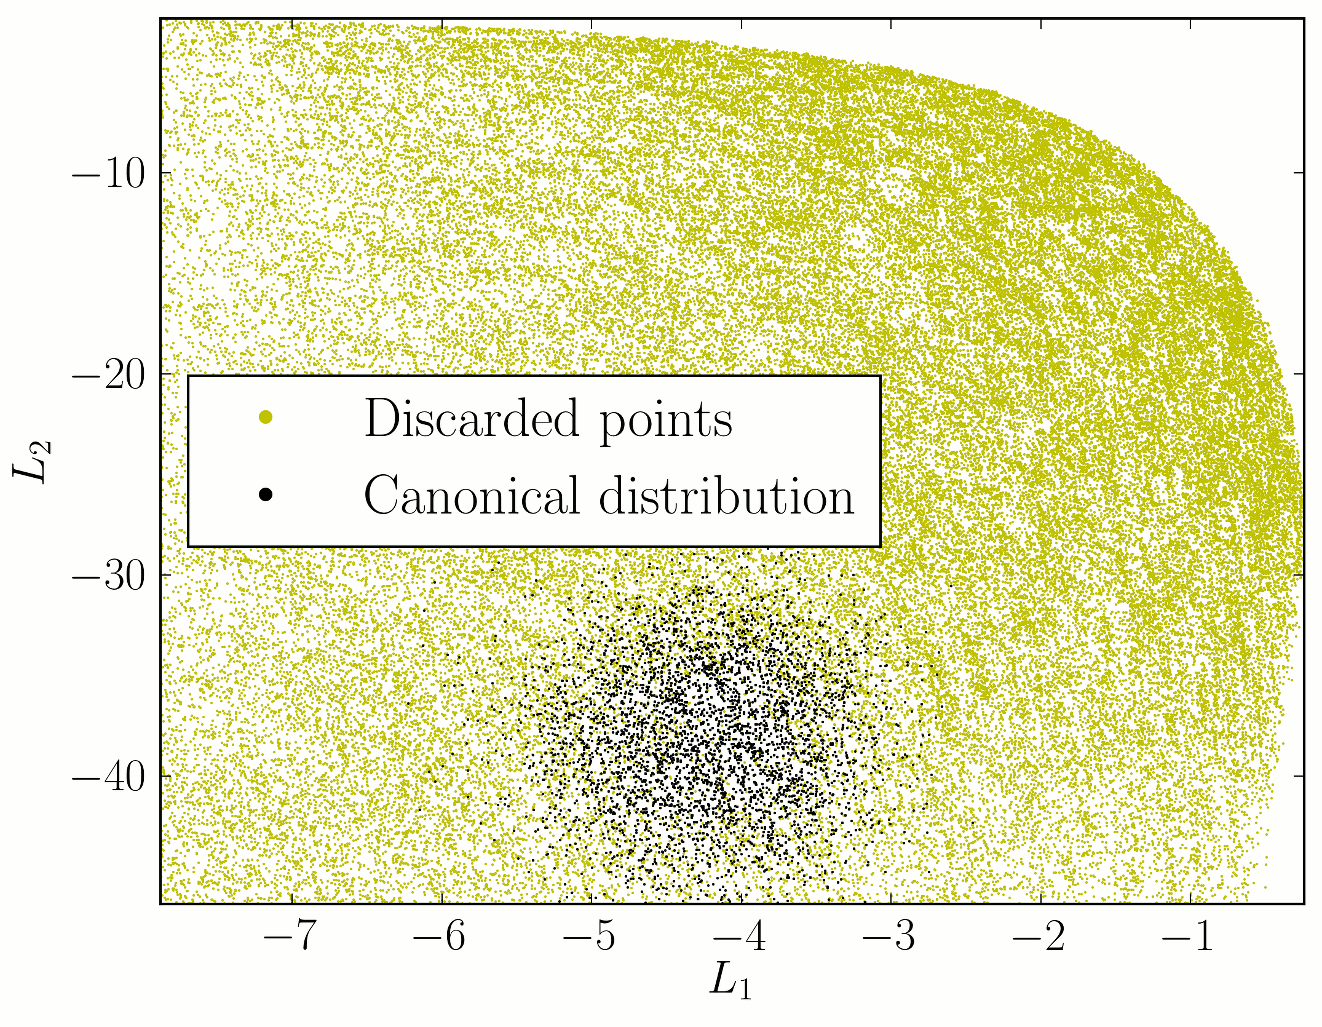 −10
−20
−30
−40
L2
Discarded points
Canonical distribution
−7 −6 −5 −4 −3 −2 −1
L1